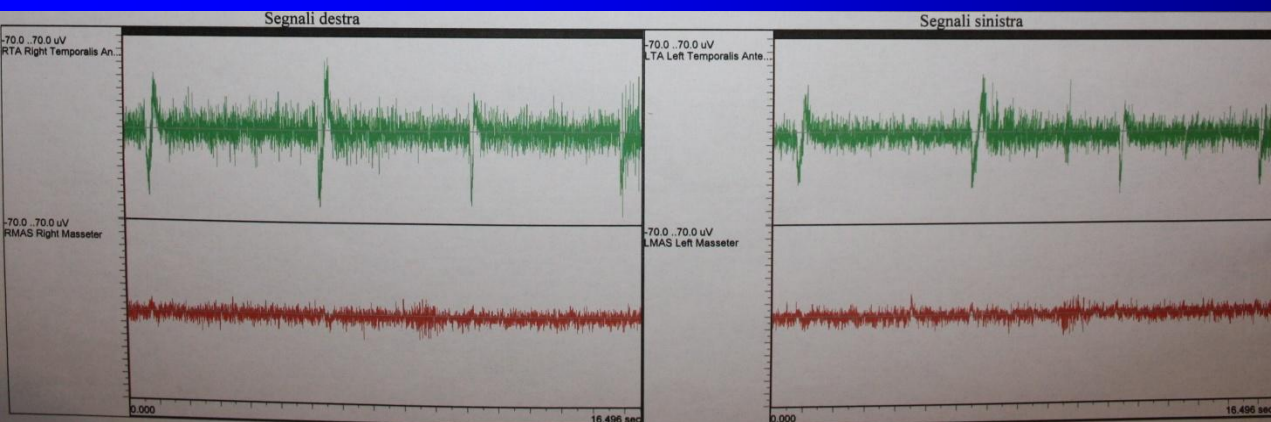 Segnali destra
-70.0 ..70.0 uV
RTA Right Temporalis An...
-70.0 ..70.0 uV
RMAS Right Masseter
0.000
16.496 sec
Segnali sinistra
-70.0 ..70.0 uV
LTA Left Temporalis Ante...
-70.0 ..70.0 uV
LMAS Left Masseter
0.000
16.496 sec